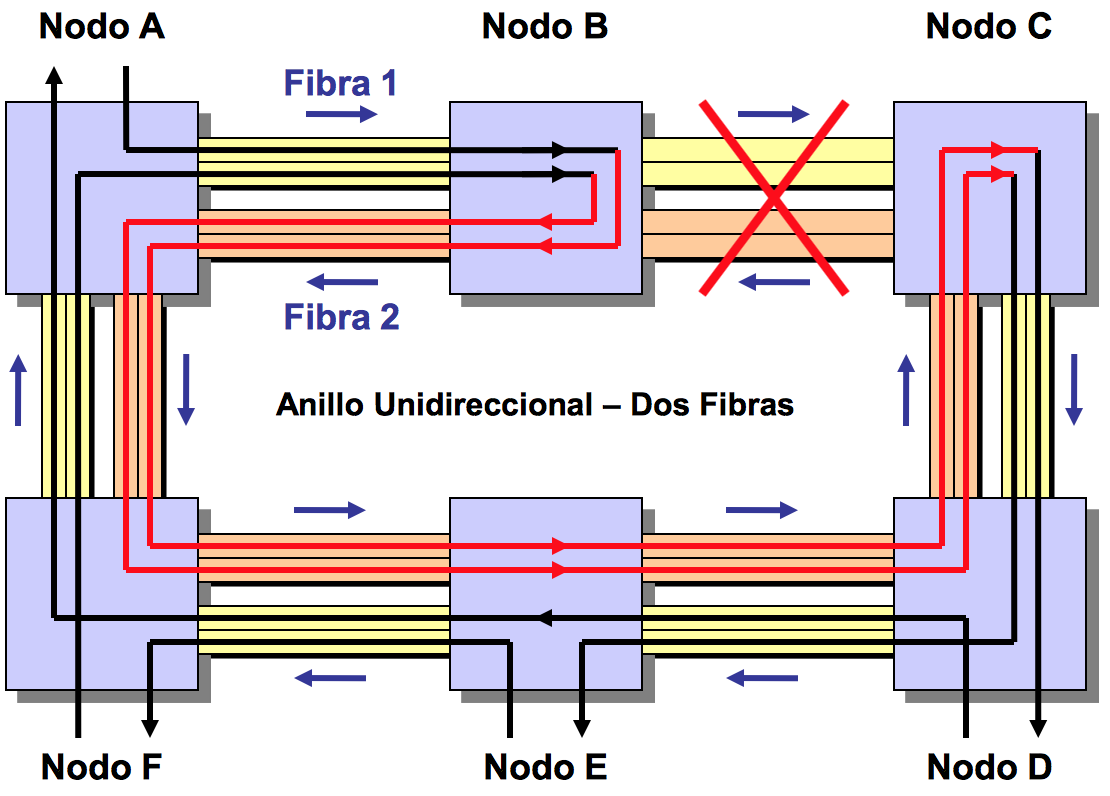 Nodo A
Nodo B
Nodo C
Fibra 1
Fibra 2
Anillo Unidireccional – Dos Fibras
Nodo F
Nodo E
Nodo D